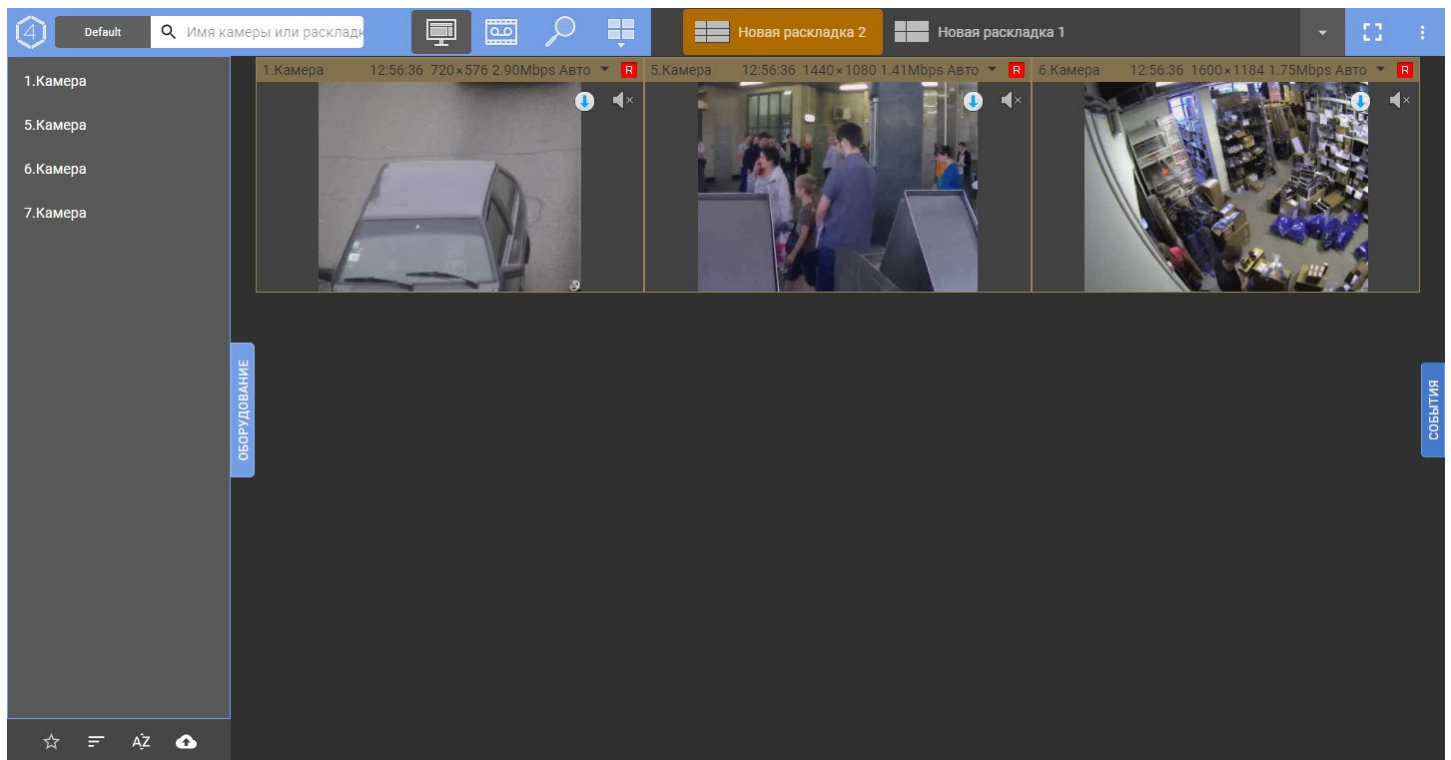 4 Default Имя камеры или расклад
Новая раскладка 2
Новая раскладка 1
1.Камера
5.Камера
6.Камера
7.Камера
1.Камера 12:56:36 720×576 2.90Mbps Авто R
5.Камера 12:56:36 1440×1080 1.41Mbps Авто R
6.Камера 12:56:36 1600×1184 1.75Mbps Авто R
ОБОРУДОВАНИЕ
СОБЫТИЯ
AZ